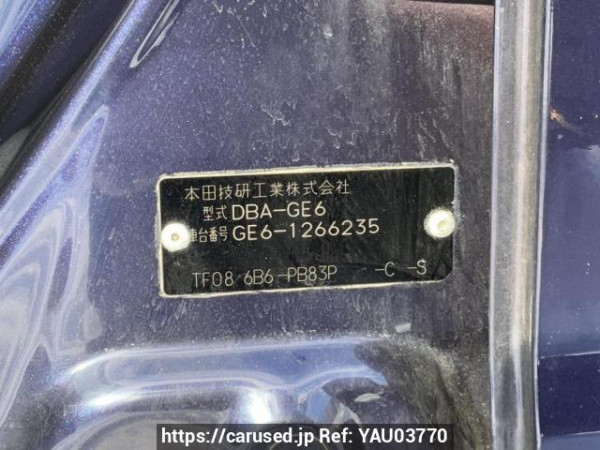 本田技研工業株式会社
型式 DBA-GE6
車台番号 GE6-1266235
TF08 6B6-PB83P -C -S
https://carused.jp Ref: YAU03770